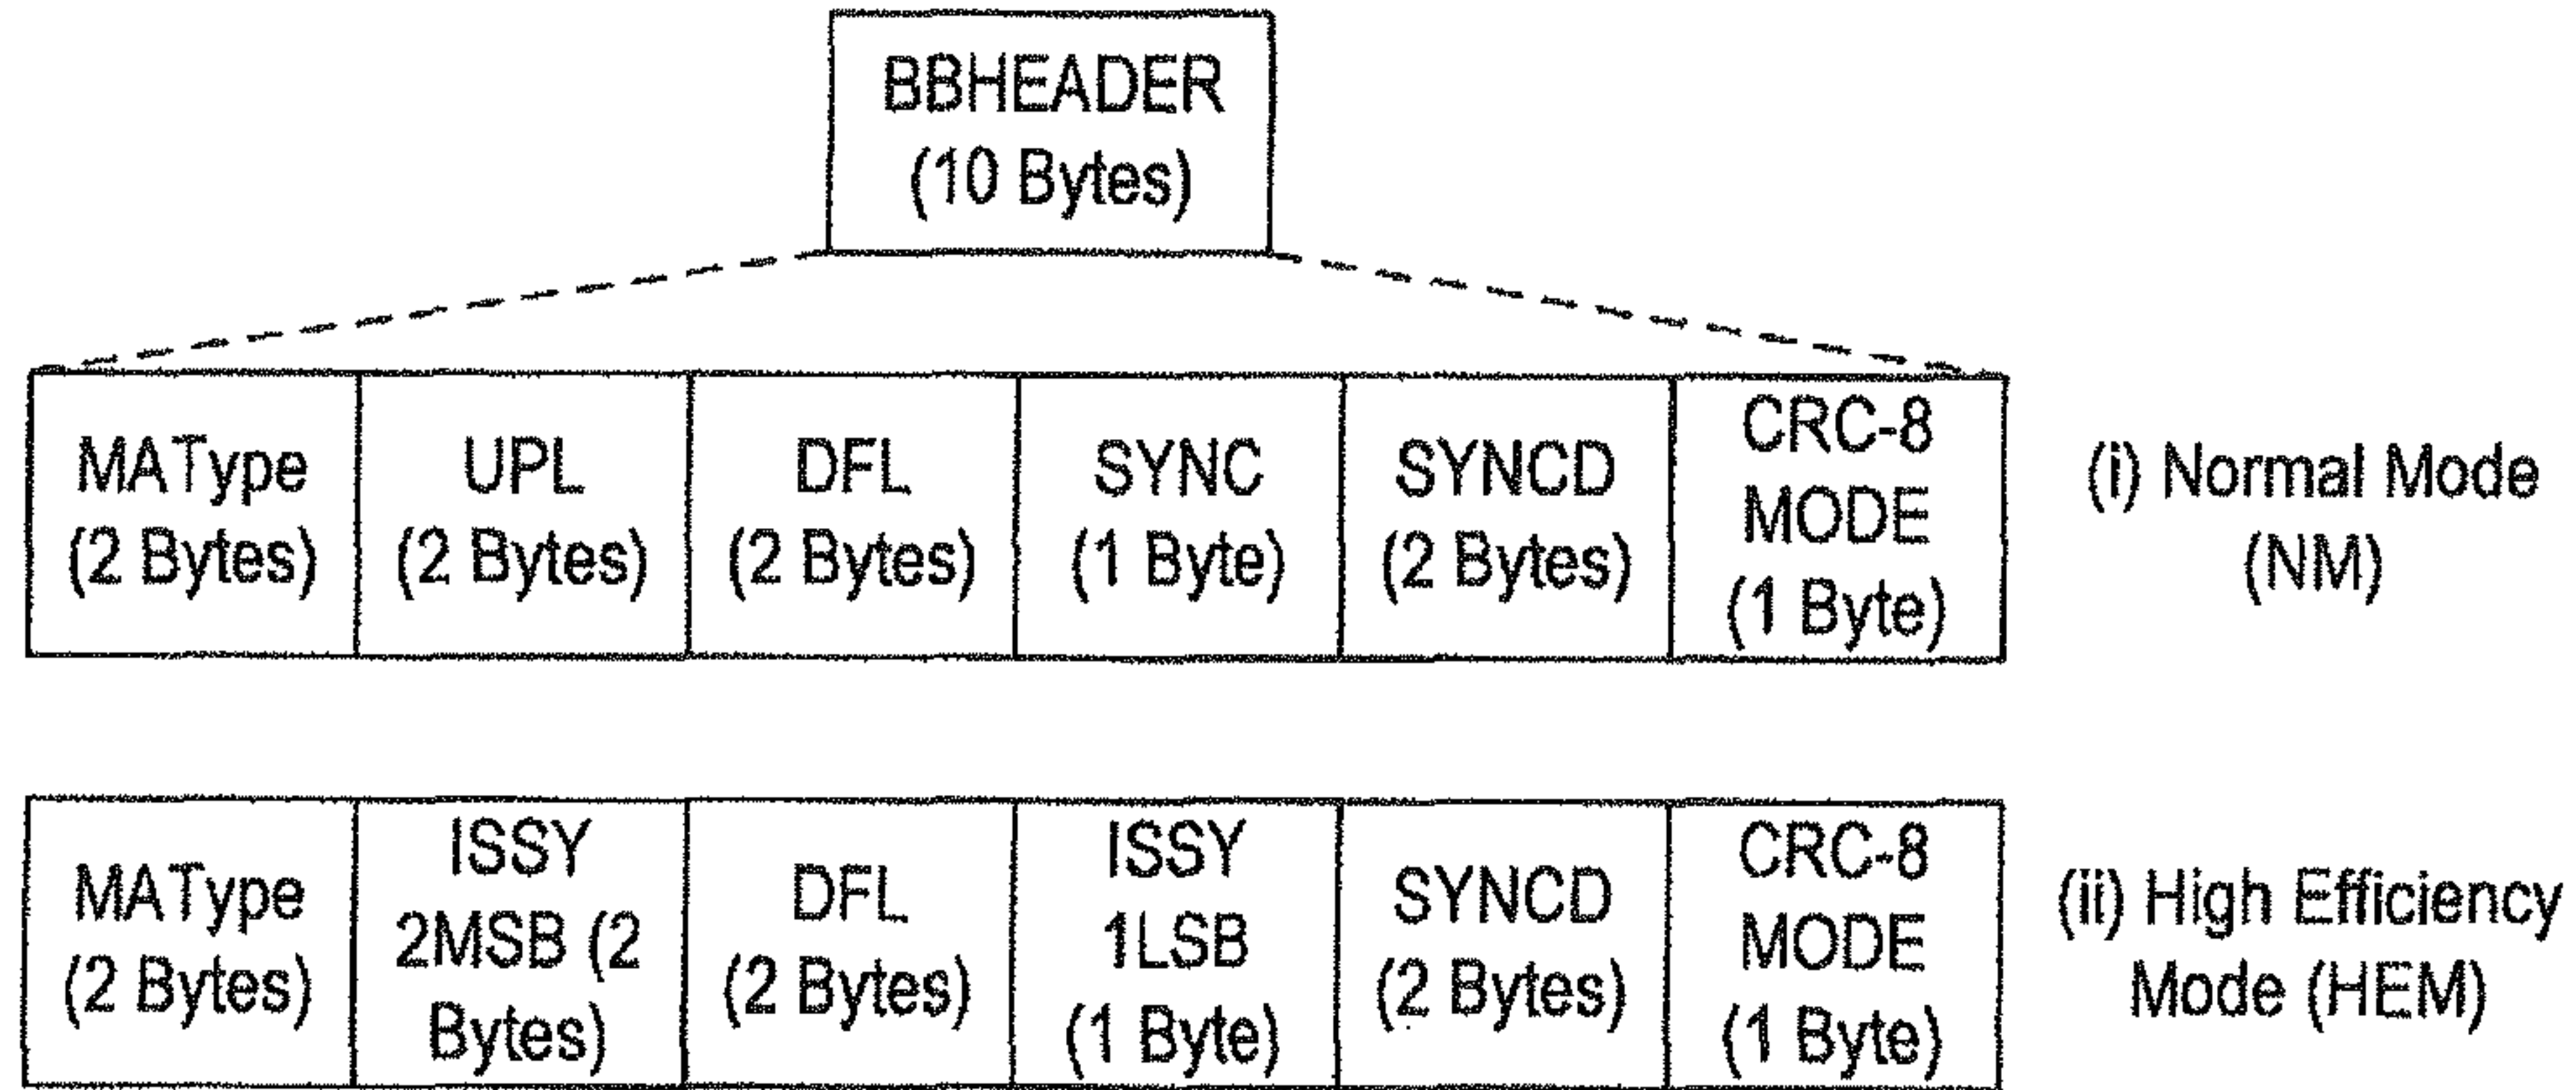 BBHEADER
(10 Bytes)
MAType
(2 Bytes)
UPL
(2 Bytes)
DFL
(2 Bytes)
SYNC
(1 Byte)
SYNCD
(2 Bytes)
CRC-8
MODE
(1 Byte)
(i) Normal Mode
(NM)
MAType
(2 Bytes)
ISSY
2MSB (2
Bytes)
DFL
(2 Bytes)
ISSY
1LSB
(1 Byte)
SYNCD
(2 Bytes)
CRC-8
MODE
(1 Byte)
(ii) High Efficiency
Mode (HEM)